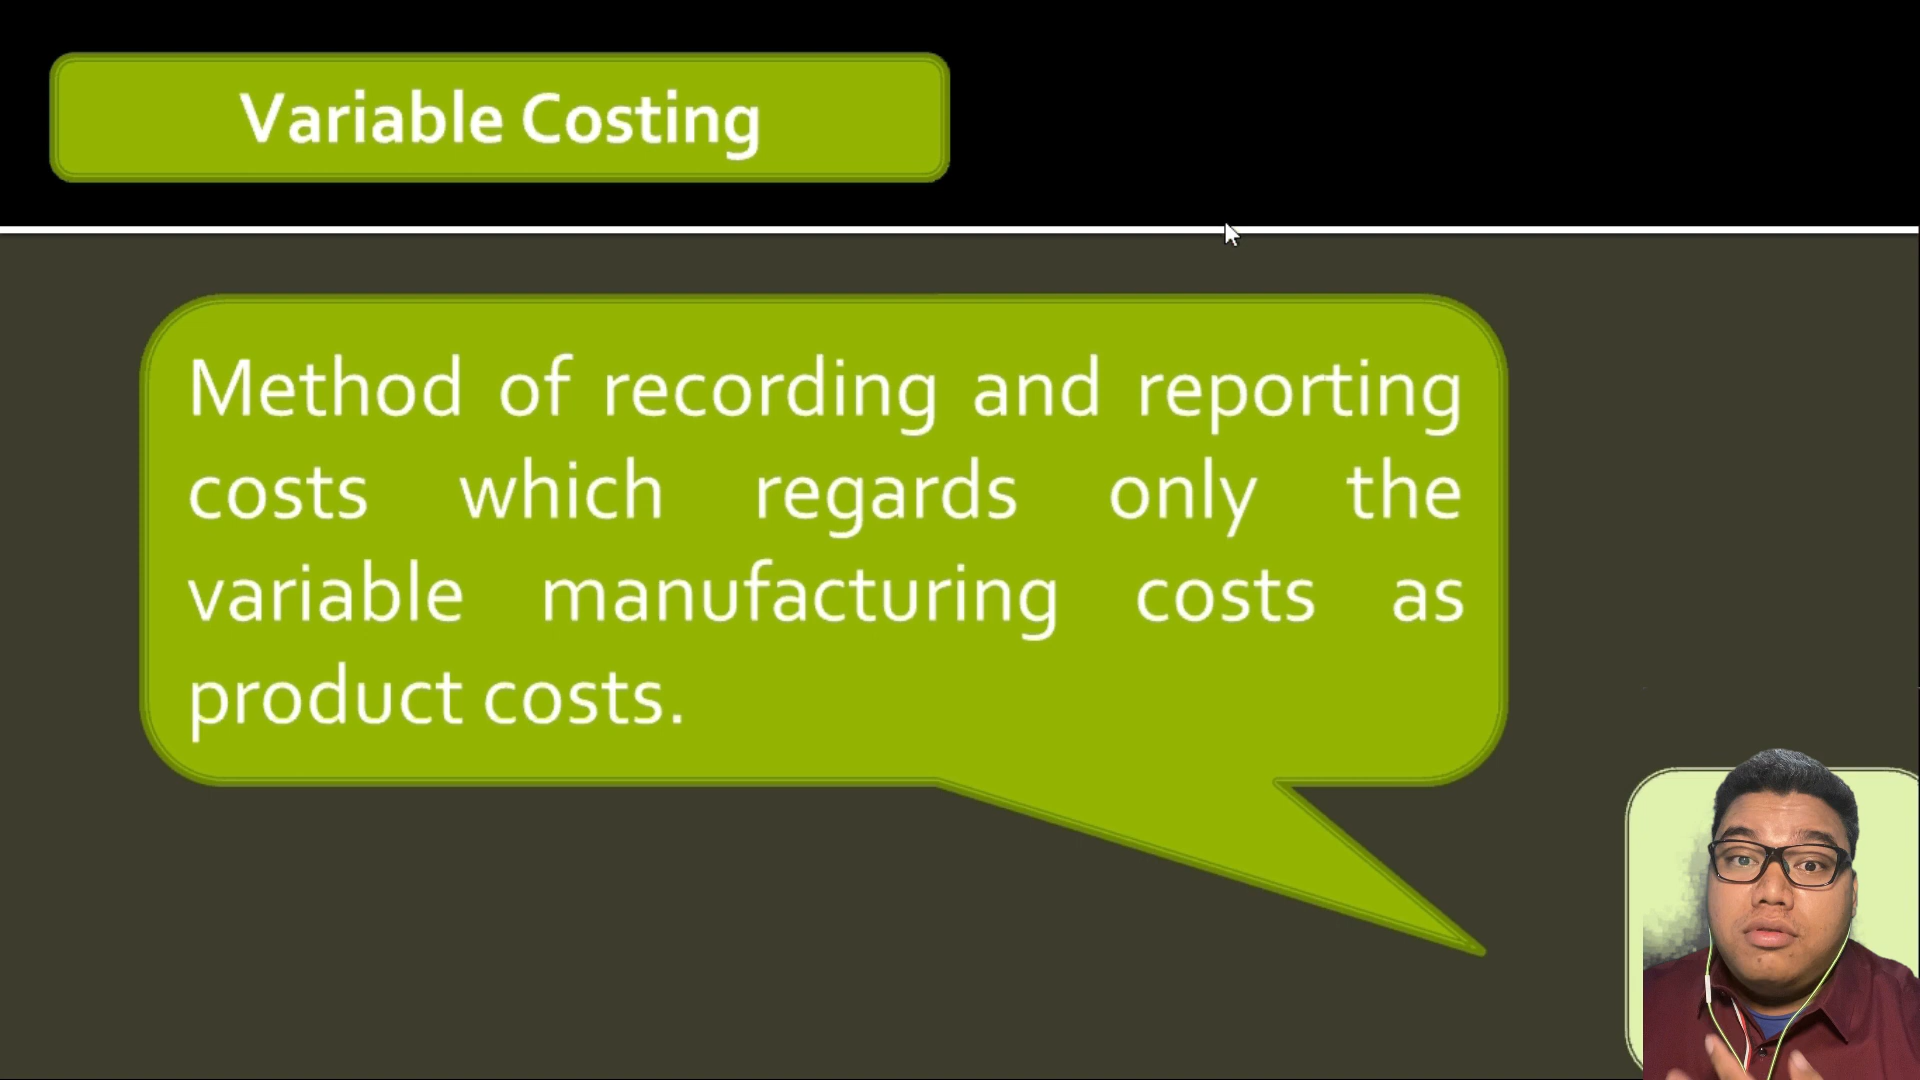 Variable Costing
Method of recording and reporting
costs which regards only the
variable manufacturing costs as
product costs.